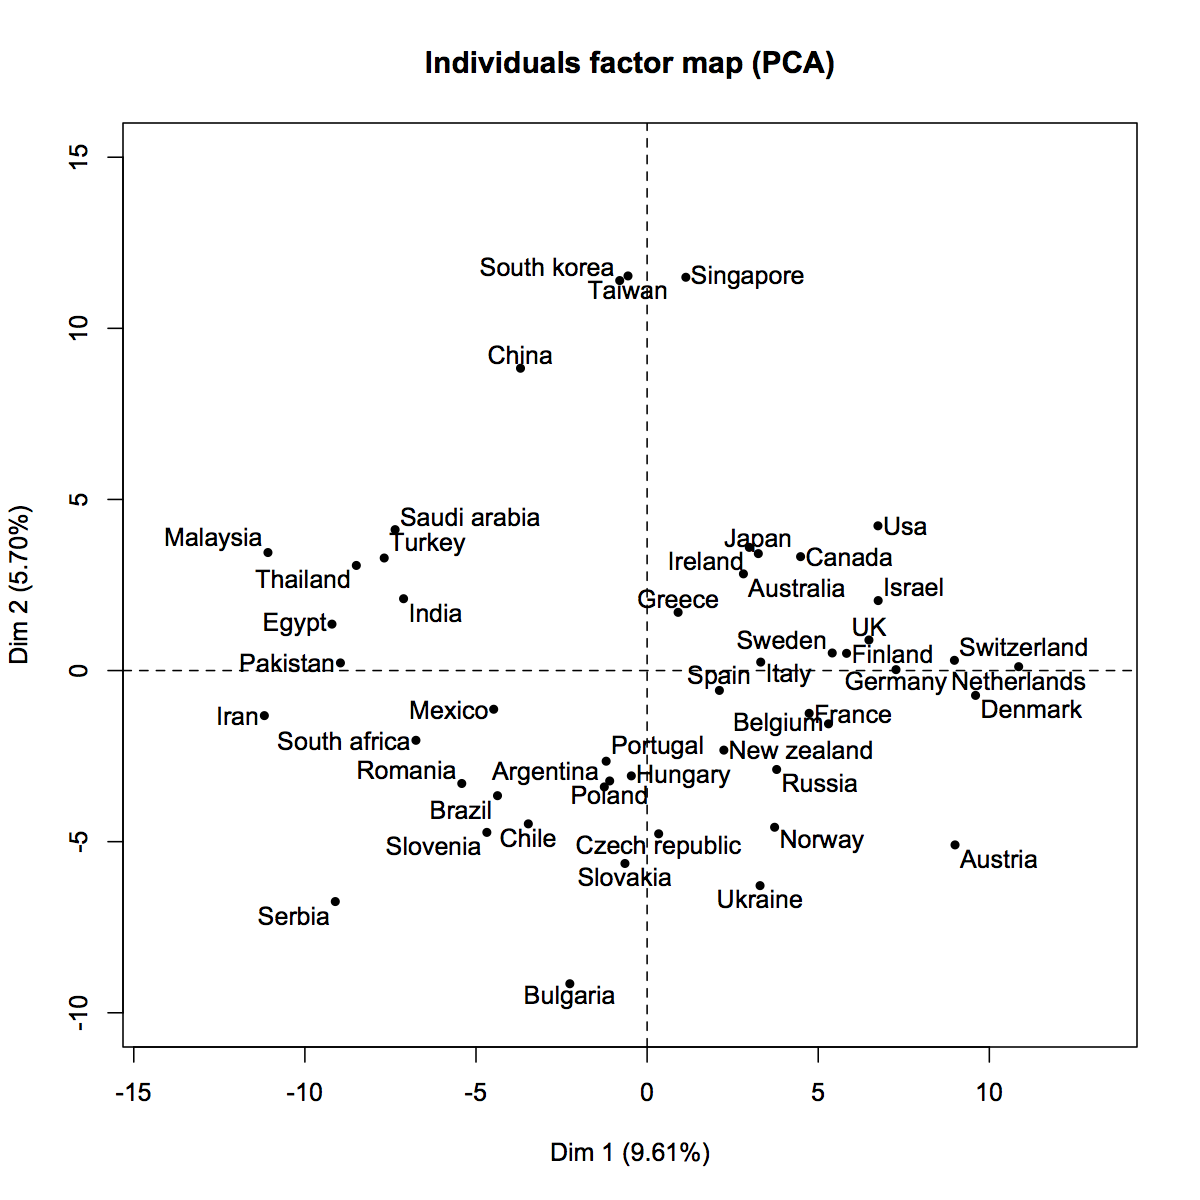 Individuals factor map (PCA)
15
10
5
0
-5
-10
Dim 2 (5.70%)
South korea
Singapore
Taiwan
China
Saudi arabia
Usa
Malaysia
Turkey
Japan
Canada
Ireland
Thailand
Australia
Israel
Greece
India
Egypt
UK
Sweden
Switzerland
Finland
Pakistan
Spain
Italy
Germany
Netherlands
Mexico
Denmark
Iran
France
Belgium
South africa
Portugal
New zealand
Romania
Argentina
Hungary
Russia
Poland
Brazil
Chile
Norway
Slovenia
Czech republic
Austria
Slovakia
Ukraine
Serbia
Bulgaria
-15
-10
-5
0
5
10
Dim 1 (9.61%)